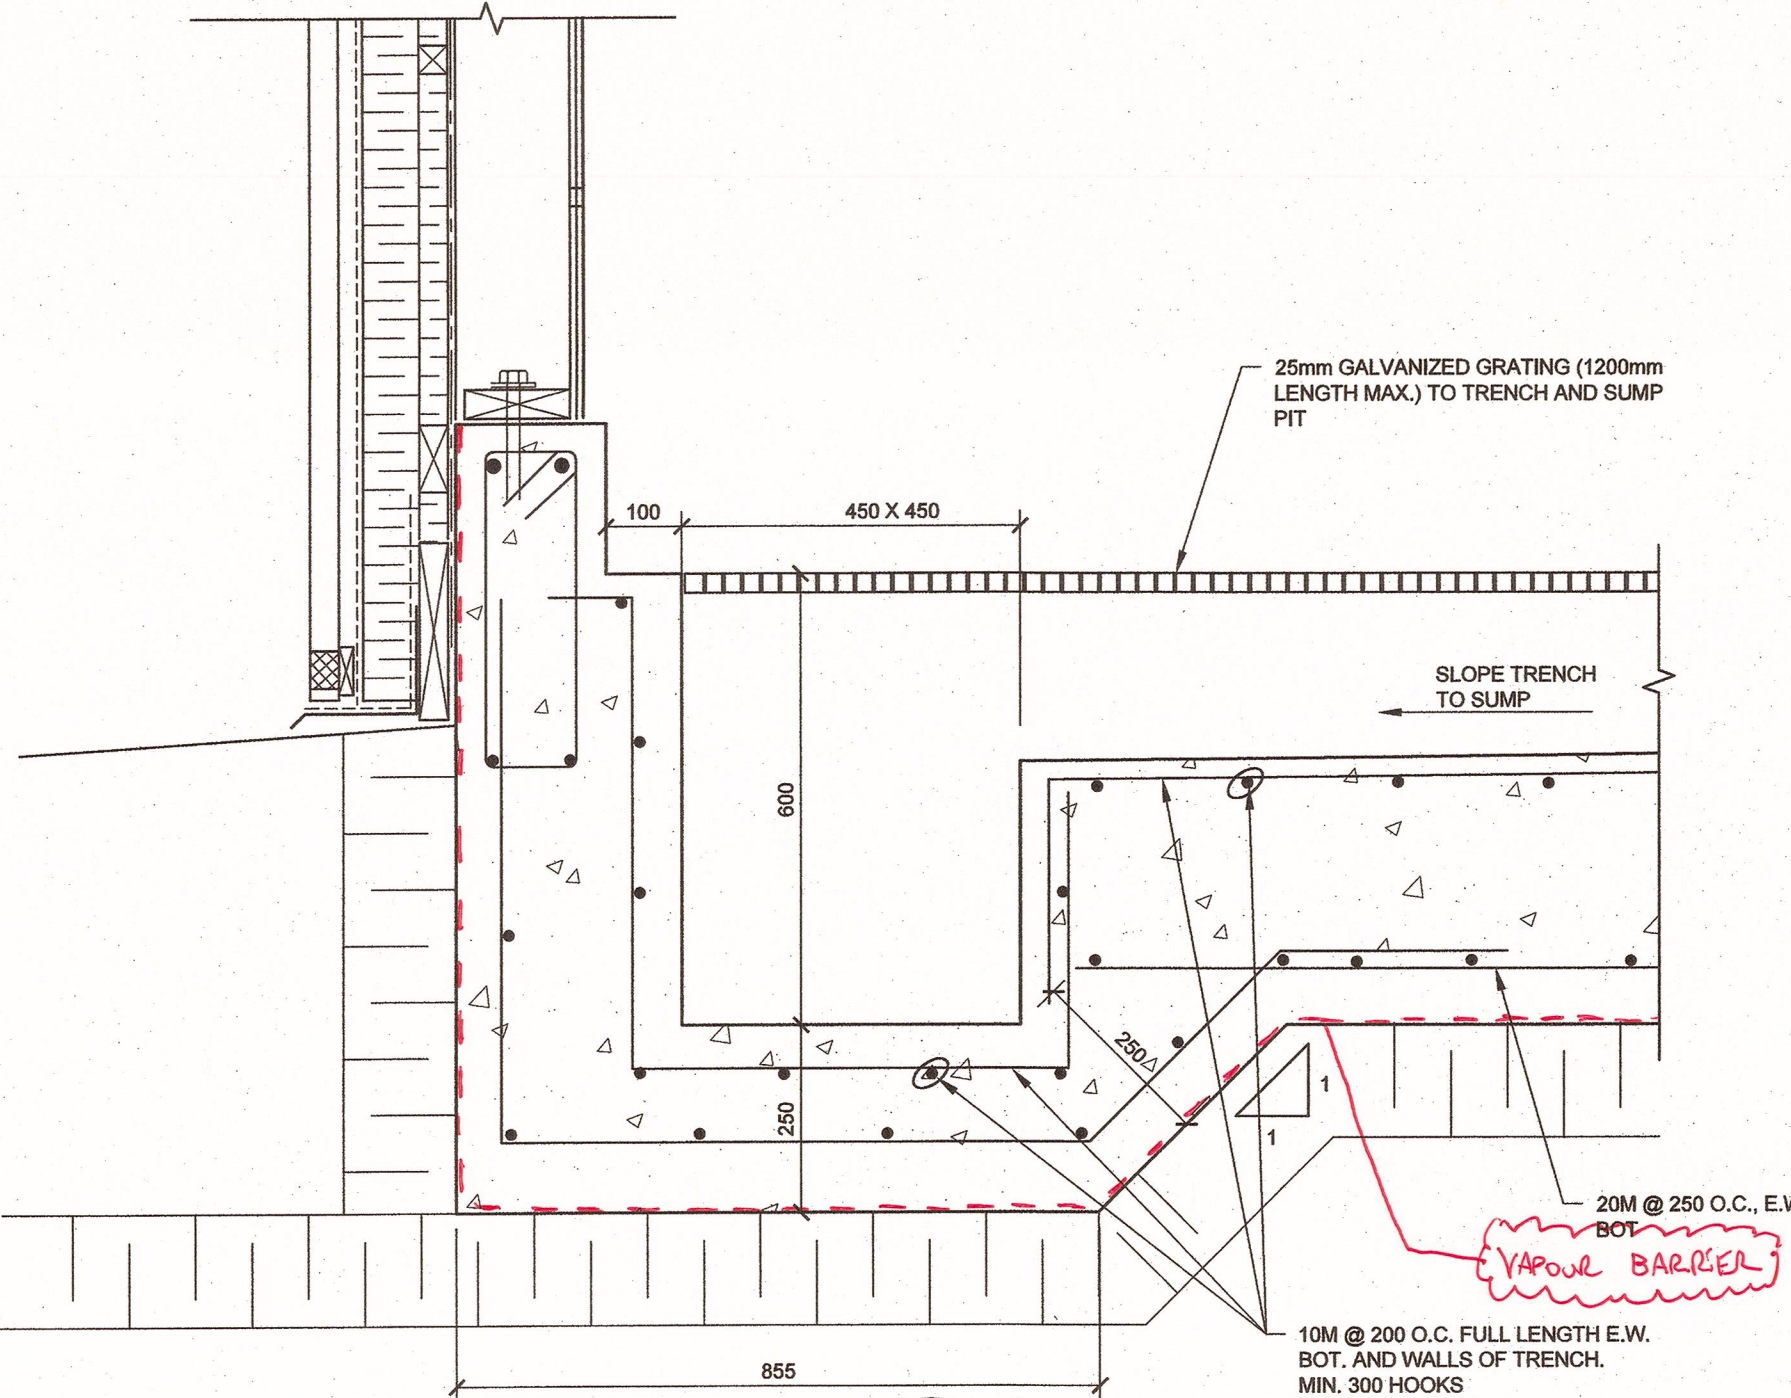 25mm GALVANIZED GRATING (1200mm
LENGTH MAX.) TO TRENCH AND SUMP
PIT
100
450 X 450
SLOPE TRENCH
TO SUMP
600
250
250
1
1
20M @ 250 O.C., E.W
BOT
VAPOUR BARRIER
10M @ 200 O.C. FULL LENGTH E.W.
BOT. AND WALLS OF TRENCH.
MIN. 300 HOOKS
855